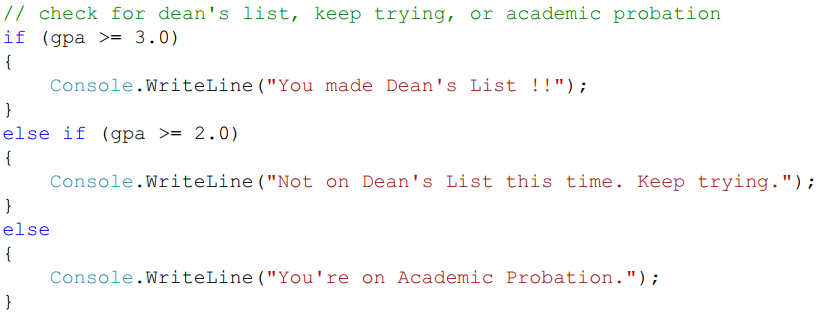 // check for dean's list, keep trying, or academic probation
if (gpa >= 3.0)
{
    Console.WriteLine("You made Dean's List !!");
}
else if (gpa >= 2.0)
{
    Console.WriteLine("Not on Dean's List this time. Keep trying.");
}
else
{
    Console.WriteLine("You're on Academic Probation.");
}